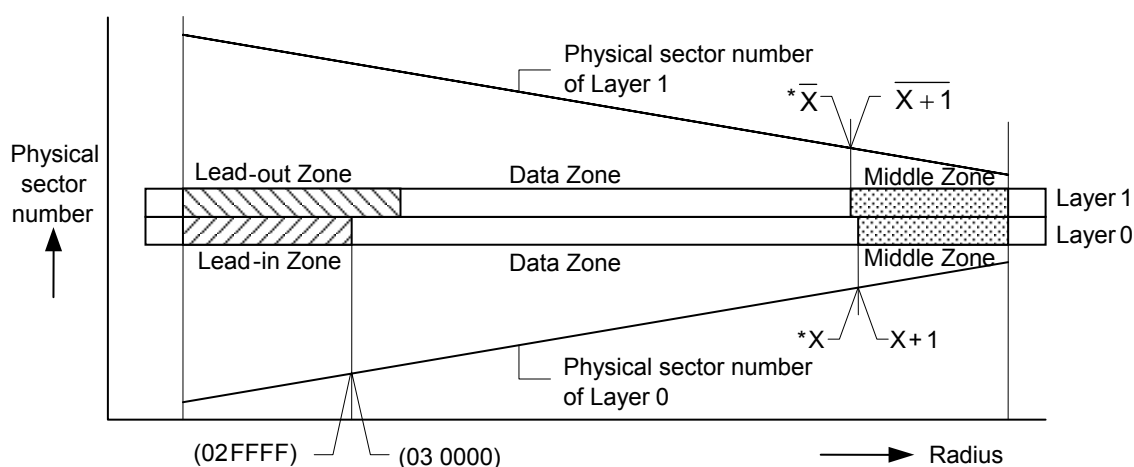 Physical sector number
of Layer 1
*X̅ X̅ ̅+̅ ̅1̅
Physical
sector
number
Lead-out Zone Data Zone Middle Zone
Layer 1
Layer 0
Lead-in Zone Data Zone Middle Zone
*X X+1
Physical sector number
of Layer 0
(02FFFF) (03 0000) Radius